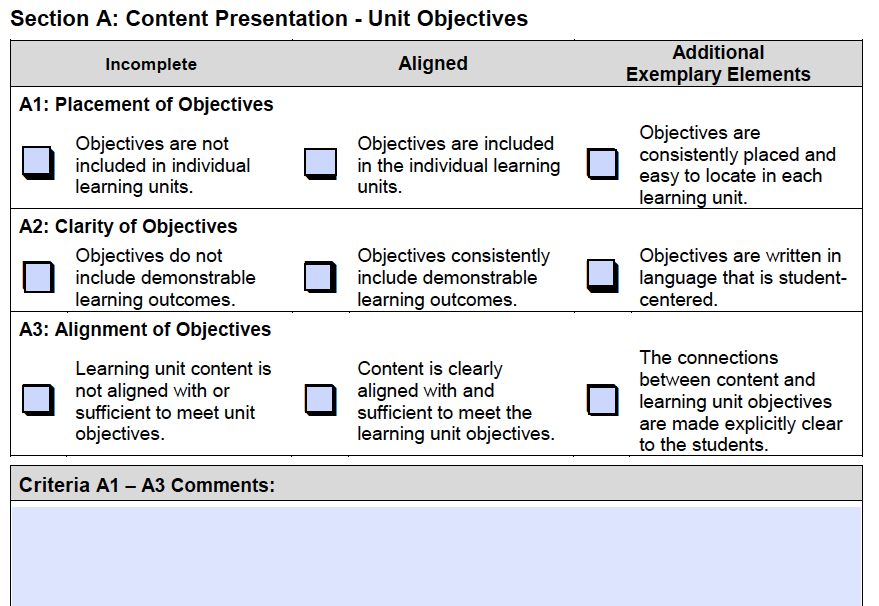 Section A: Content Presentation - Unit Objectives
Incomplete
Aligned
Additional
Exemplary Elements
A1: Placement of Objectives
Objectives are not
included in individual
learning units.
Objectives are included
in the individual learning
units.
Objectives are
consistently placed and
easy to locate in each
learning unit.
A2: Clarity of Objectives
Objectives do not
include demonstrable
learning outcomes.
Objectives consistently
include demonstrable
learning outcomes.
Objectives are written in
language that is student-
centered.
A3: Alignment of Objectives
Learning unit content is
not aligned with or
sufficient to meet unit
objectives.
Content is clearly
aligned with and
sufficient to meet the
learning unit objectives.
The connections
between content and
learning unit objectives
are made explicitly clear
to the students.
Criteria A1 – A3 Comments: